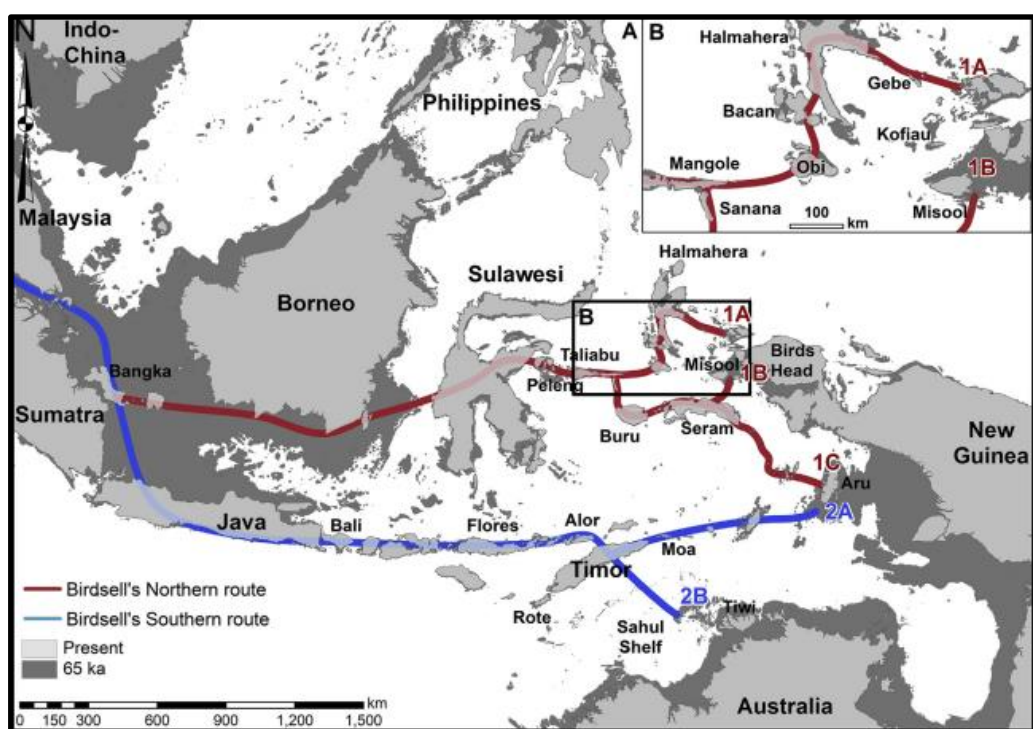 N
Indo-
China
A
Philippines
Malaysia
Borneo
Sulawesi
Halmahera
B
1A
Taliabu
Misool
Birds
Head
1B
Peleng
Bangka
Sumatra
Buru
Seram
New
Guinea
1C
Aru
2A
Java
Bali
Flores
Alor
Moa
Timor
2B
Tiwi
Rote
Sahul
Shelf
Australia
Birdsell's Northern route
Birdsell's Southern route
Present
65 ka
km
0 150 300 600 900 1,200 1,500
B
Halmahera
1A
Gebe
Bacan
Kofiau
Mangole
Obi
1B
Sanana
Misool
100
km